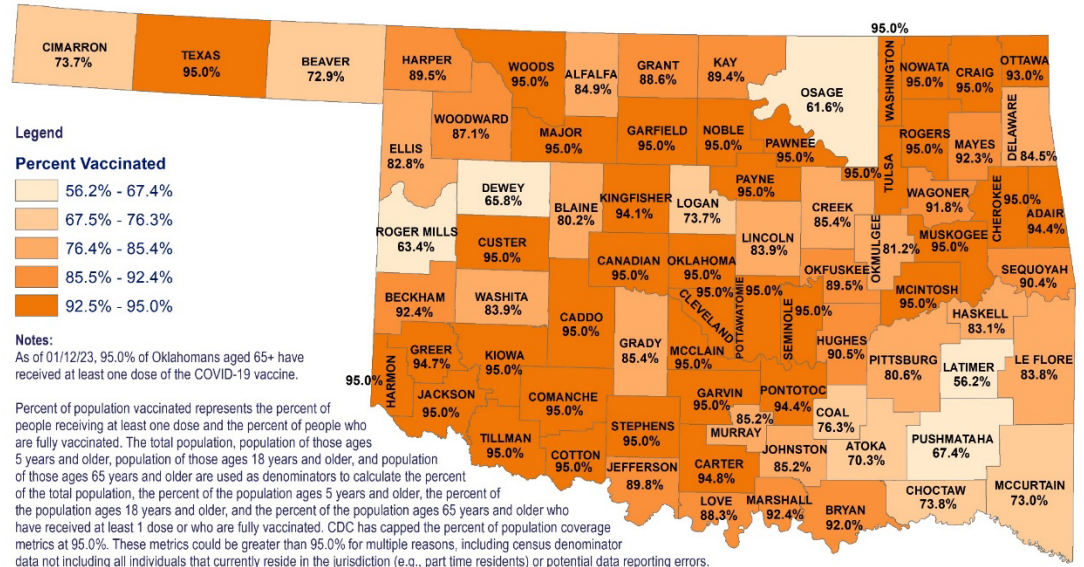 95.0%
CIMARRON
73.7%
TEXAS
95.0%
BEAVER
72.9%
HARPER
89.5%
WOODS
95.0%
ALFALFA
84.9%
GRANT
88.6%
KAY
89.4%
OSAGE
61.6%
WASHINGTON
NOWATA
95.0%
CRAIG
95.0%
OTTAWA
93.0%
WOODWARD
87.1%
ELLIS
82.8%
MAJOR
95.0%
GARFIELD
95.0%
NOBLE
95.0%
PAWNEE
95.0%
ROGERS
95.0%
MAYES
92.3%
DELAWARE
84.5%
Legend
Percent Vaccinated
56.2% - 67.4%
67.5% - 76.3%
76.4% - 85.4%
85.5% - 92.4%
92.5% - 95.0%
DEWEY
65.8%
BLAINE
80.2%
KINGFISHER
94.1%
LOGAN
73.7%
PAYNE
95.0%
95.0%
TULSA
CREEK
85.4%
WAGONER
91.8%
CHEROKEE
95.0%
ADAIR
94.4%
ROGER MILLS
63.4%
CUSTER
95.0%
CANADIAN
95.0%
OKLAHOMA
95.0%
LINCOLN
83.9%
OKMULGEE
81.2%
MUSKOGEE
95.0%
OKFUSKEE
89.5%
MCINTOSH
95.0%
SEQUOYAH
90.4%
BECKHAM
92.4%
WASHITA
83.9%
CADDO
95.0%
GRADY
85.4%
95.0%
CLEVELAND
POTTAWATOMIE
95.0%
SEMINOLE
95.0%
HUGHES
90.5%
HASKELL
83.1%
PITTSBURG
80.6%
LATIMER
56.2%
LE FLORE
83.8%
Notes:
As of 01/12/23, 95.0% of Oklahomans aged 65+ have
received at least one dose of the COVID-19 vaccine.
95.0%
HARMON
GREER
94.7%
KIOWA
95.0%
JACKSON
95.0%
COMANCHE
95.0%
MCCLAIN
95.0%
GARVIN
95.0%
PONTOTOC
94.4%
COAL
76.3%
PUSHMATAHA
67.4%
TILLMAN
95.0%
COTTON
95.0%
STEPHENS
95.0%
85.2%
MURRAY
JOHNSTON
85.2%
ATOKA
70.3%
MCCURTAIN
73.0%
JEFFERSON
89.8%
CARTER
94.8%
LOVE
88.3%
MARSHALL
92.4%
BRYAN
92.0%
CHOCTAW
73.8%
Percent of population vaccinated represents the percent of
people receiving at least one dose and the percent of people who
are fully vaccinated. The total population, population of those ages
5 years and older, population of those ages 18 years and older, and population
of those ages 65 years and older are used as denominators to calculate the percent
of the total population, the percent of the population ages 5 years and older, the percent of
the population ages 18 years and older, and the percent of the population ages 65 years and older who
have received at least 1 dose or who are fully vaccinated. CDC has capped the percent of population coverage
metrics at 95.0%. These metrics could be greater than 95.0% for multiple reasons, including census denominator
data not including all individuals that currently reside in the jurisdiction (e.g., part time residents) or potential data reporting errors.